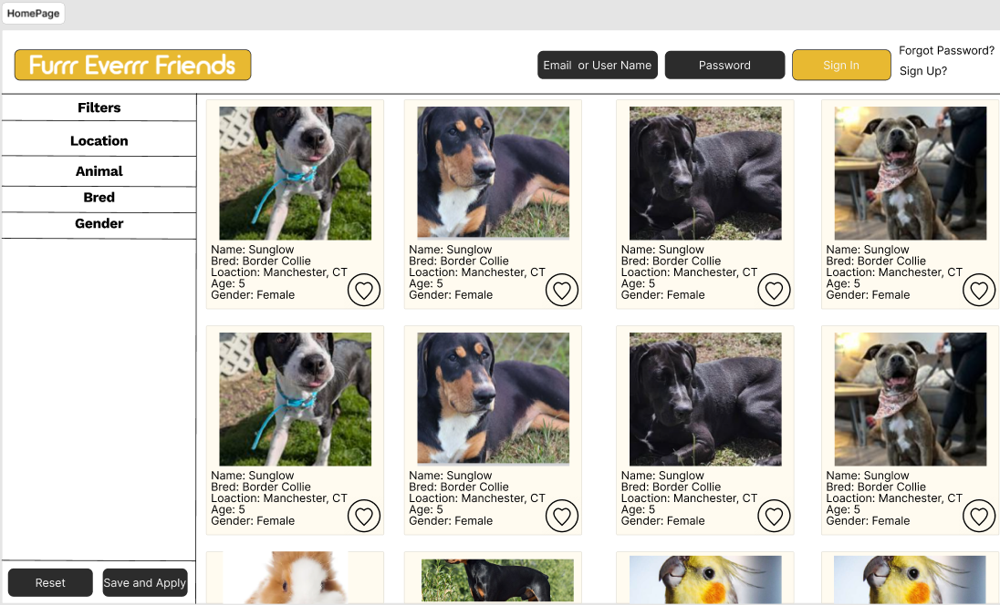 HomePage
Furrr Everrr Friends
Email or User Name
Password
Sign In
Forgot Password?
Sign Up?
Filters
Location
Animal
Bred
Gender
Reset
Save and Apply
Name: Sunglow
Bred: Border Collie
Loaction: Manchester, CT
Age: 5
Gender: Female
Name: Sunglow
Bred: Border Collie
Loaction: Manchester, CT
Age: 5
Gender: Female
Name: Sunglow
Bred: Border Collie
Loaction: Manchester, CT
Age: 5
Gender: Female
Name: Sunglow
Bred: Border Collie
Loaction: Manchester, CT
Age: 5
Gender: Female
Name: Sunglow
Bred: Border Collie
Loaction: Manchester, CT
Age: 5
Gender: Female
Name: Sunglow
Bred: Border Collie
Loaction: Manchester, CT
Age: 5
Gender: Female
Name: Sunglow
Bred: Border Collie
Loaction: Manchester, CT
Age: 5
Gender: Female
Name: Sunglow
Bred: Border Collie
Loaction: Manchester, CT
Age: 5
Gender: Female